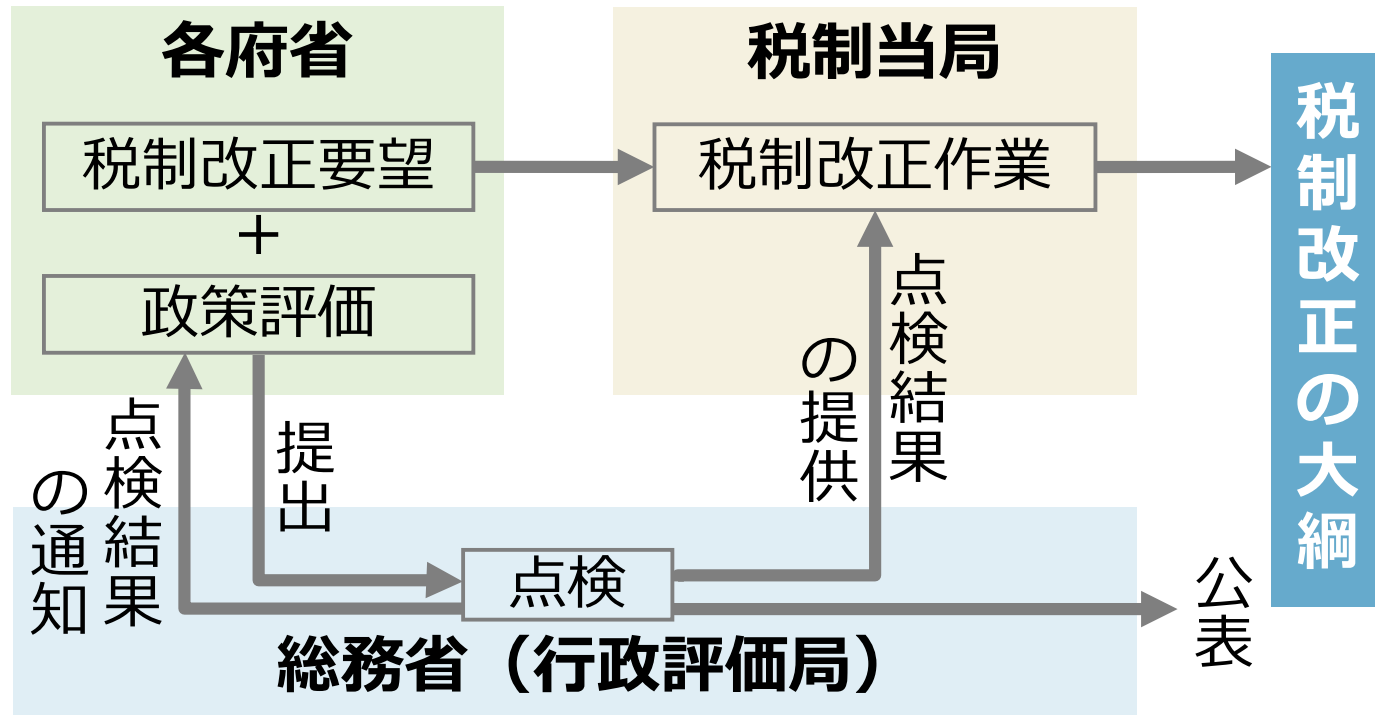 各府省
税制改正要望
+
政策評価
税制当局
税制改正作業
税制改正の大綱
点検結果
の提供
点検結果
の通知
提出
点検
総務省（行政評価局）
公表